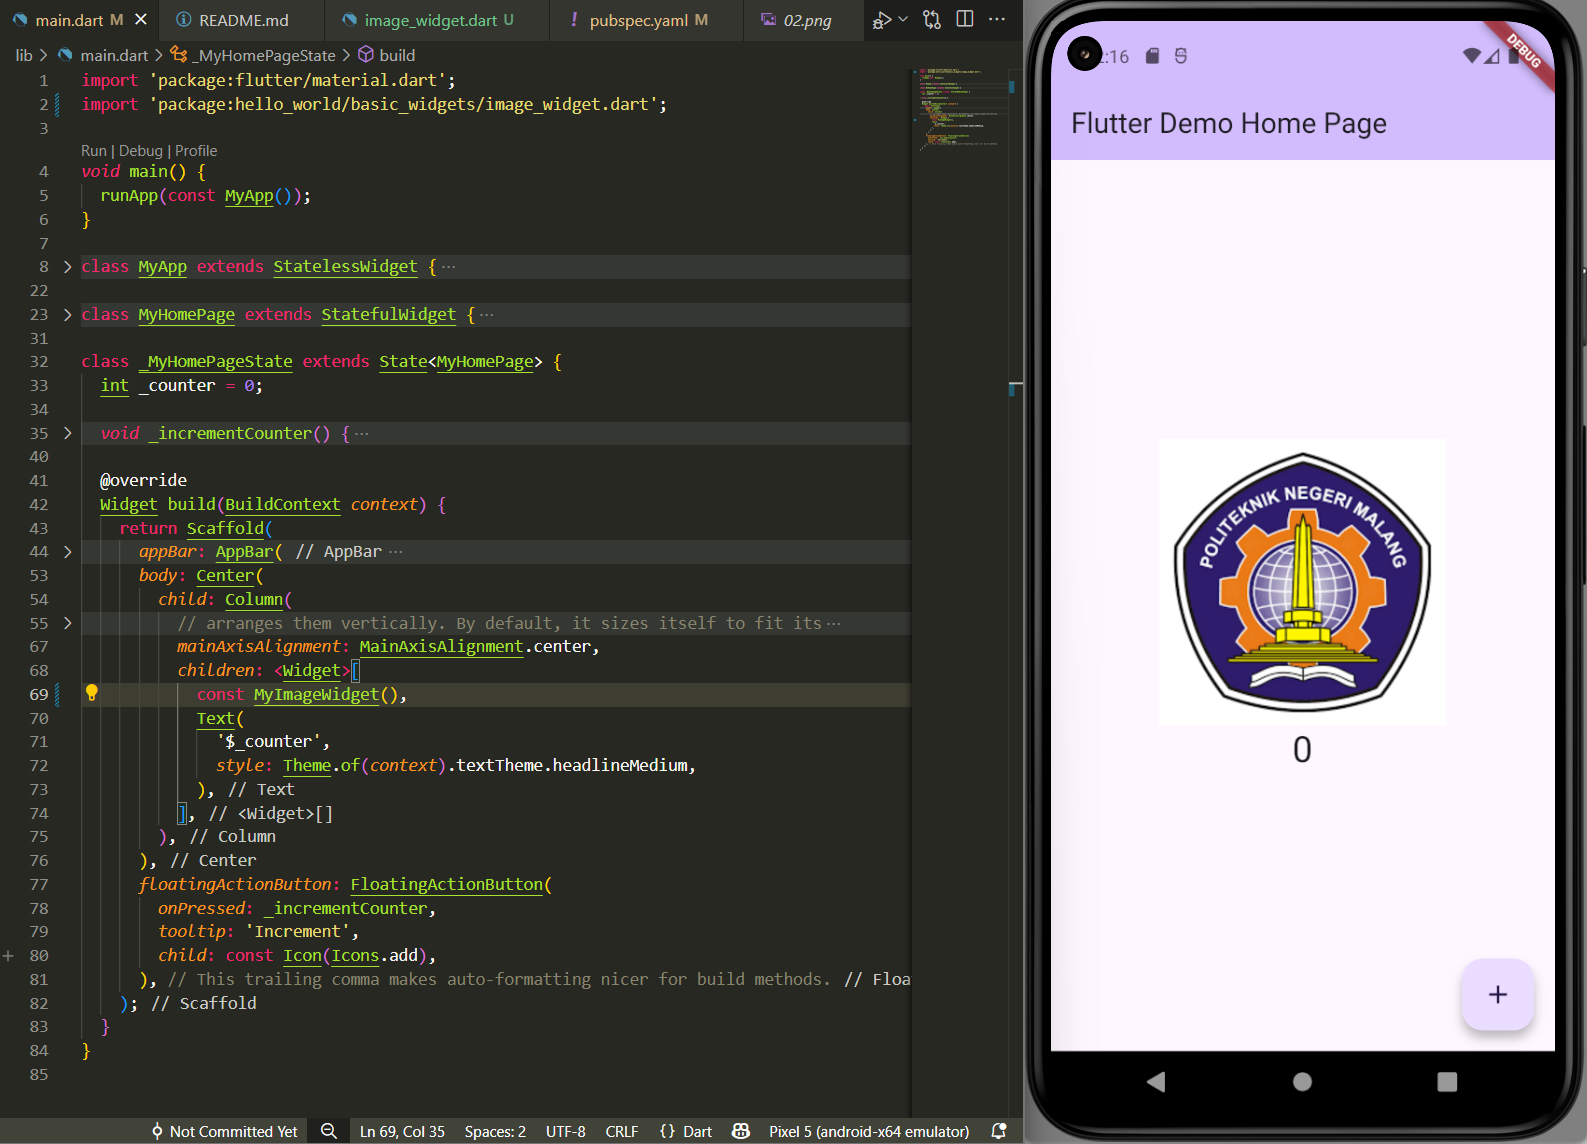 main.dart M
README.md
image_widget.dart U
! pubspec.yaml M
02.png
lib > main.dart > _MyHomePageState > build
1 import 'package:flutter/material.dart';
2 import 'package:hello_world/basic_widgets/image_widget.dart';
3
Run | Debug | Profile
4 void main() {
5 runApp(const MyApp());
6 }
7
8 class MyApp extends StatelessWidget { ···
22
23 class MyHomePage extends StatefulWidget { ···
31
32 class _MyHomePageState extends State<MyHomePage> {
33 int _counter = 0;
34
35 void _incrementCounter() { ···
40
41 @override
42 Widget build(BuildContext context) {
43 return Scaffold(
44 appBar: AppBar( // AppBar ···
53 body: Center(
54 child: Column(
55 // arranges them vertically. By default, it sizes itself to fit its ···
67 mainAxisAlignment: MainAxisAlignment.center,
68 children: <Widget>[
69 const MyImageWidget(),
70 Text(
71 '$_counter',
72 style: Theme.of(context).textTheme.headlineMedium,
73 ), // Text
74 ], // <Widget>[]
75 ), // Column
76 ), // Center
77 floatingActionButton: FloatingActionButton(
78 onPressed: _incrementCounter,
79 tooltip: 'Increment',
80 child: const Icon(Icons.add),
81 ), // This trailing comma makes auto-formatting nicer for build methods. // Floa
82 ); // Scaffold
83 }
84 }
85
Not Committed Yet
Ln 69, Col 35
Spaces: 2
UTF-8
CRLF
{} Dart
Pixel 5 (android-x64 emulator)
:16
DEBUG
Flutter Demo Home Page
POLITEKNIK NEGERI MALANG
0
+